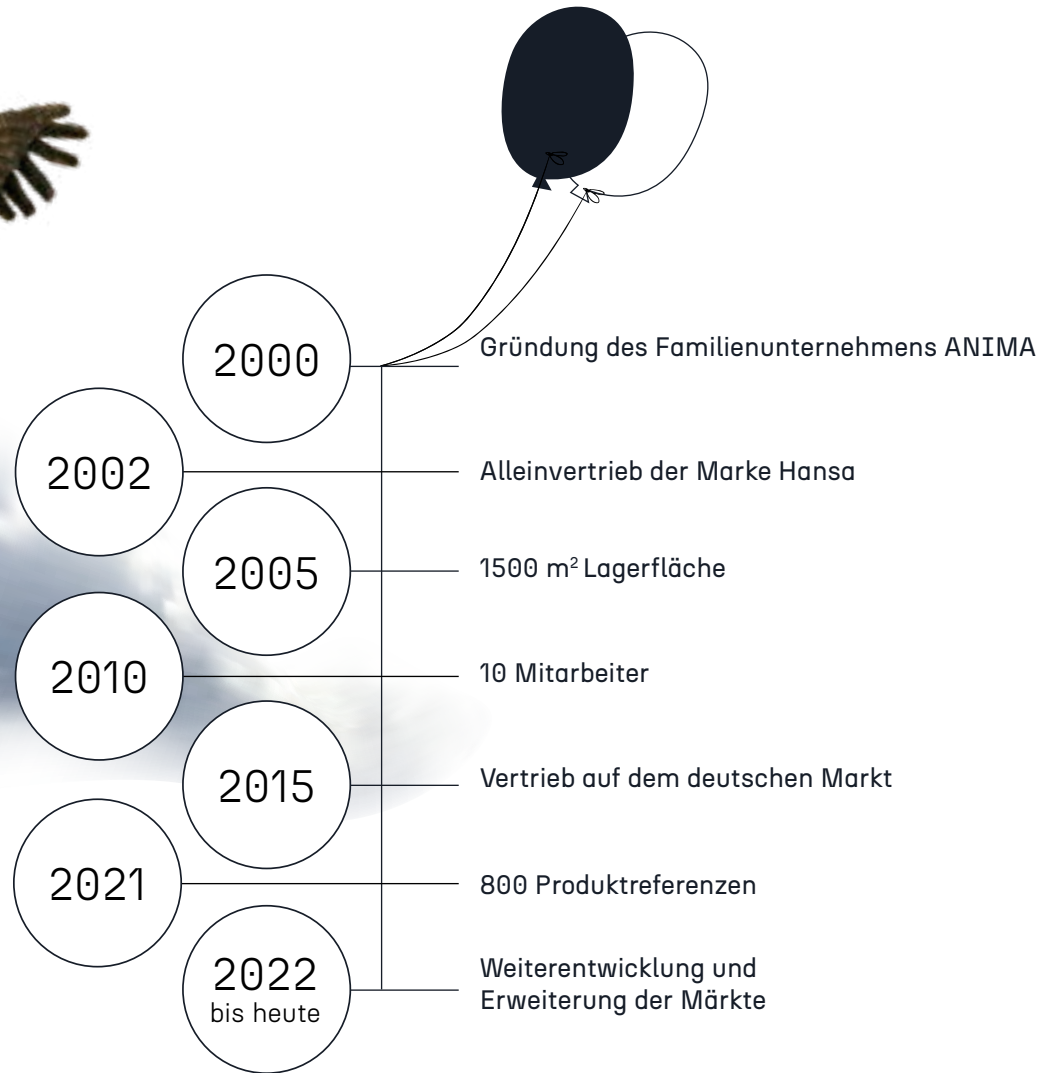 2000
Gründung des Familienunternehmens ANIMA
2002
Alleinvertrieb der Marke Hansa
2005
1500 m² Lagerfläche
2010
10 Mitarbeiter
2015
Vertrieb auf dem deutschen Markt
2021
800 Produktreferenzen
2022
bis heute
Weiterentwicklung und
Erweiterung der Märkte